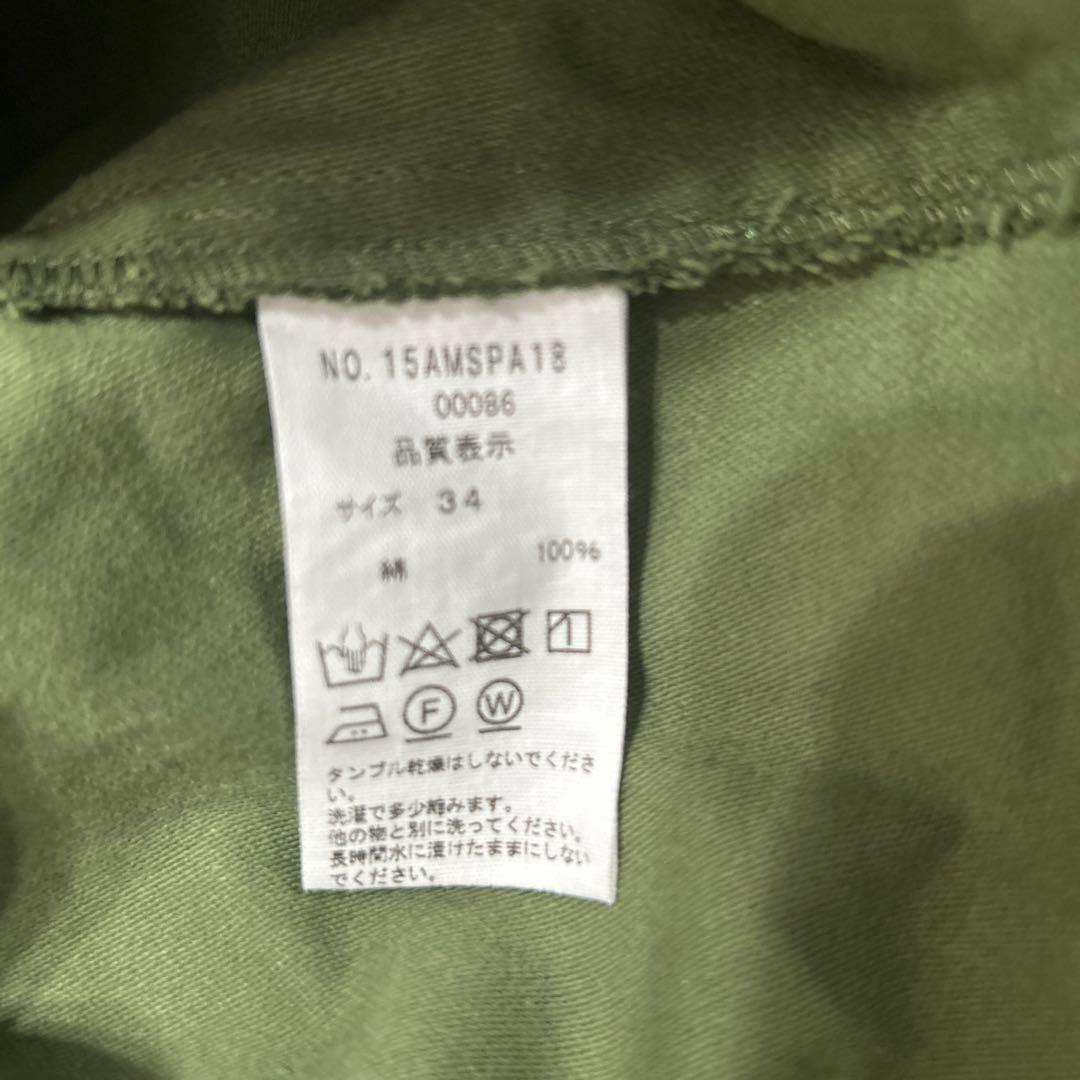 NO. 15AMSPA18
00086
品質表示
サイズ 34
綿 100%
F W
タンブル乾燥はしないでくださ
い。
洗濯で多少縮みます。
他の物と別に洗ってください。
長時間水に漬けたままにしない
でください。